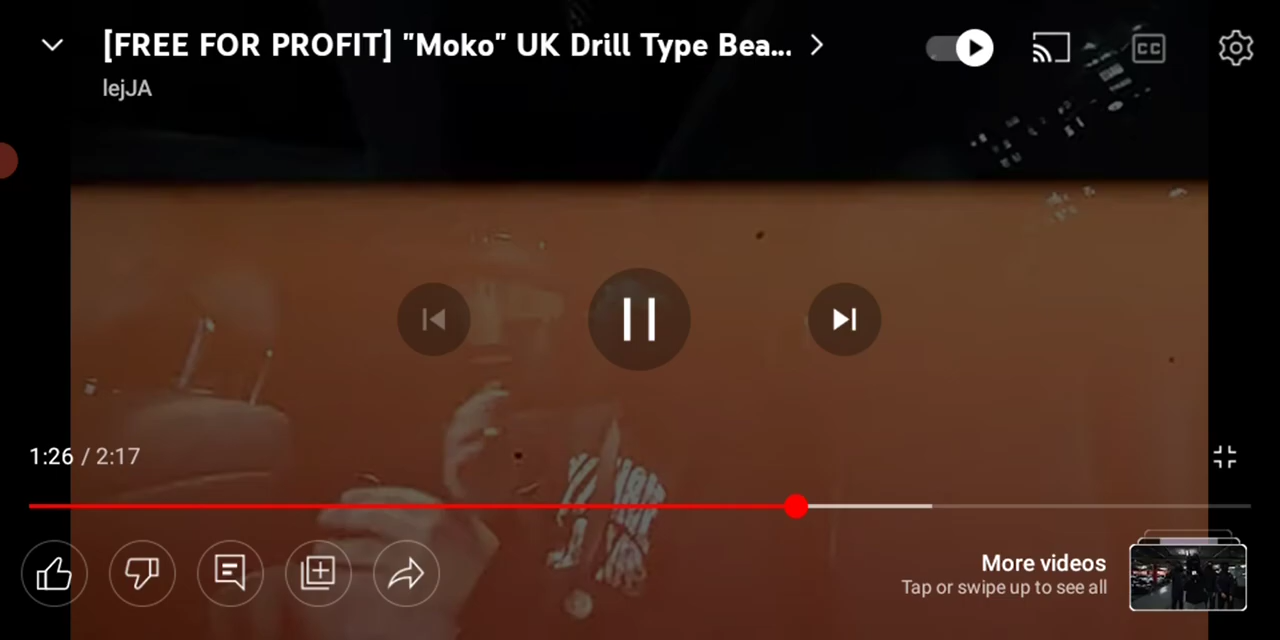 [FREE FOR PROFIT] "Moko" UK Drill Type Bea...
lejJA
CC
1:26 / 2:17
More videos
Tap or swipe up to see all